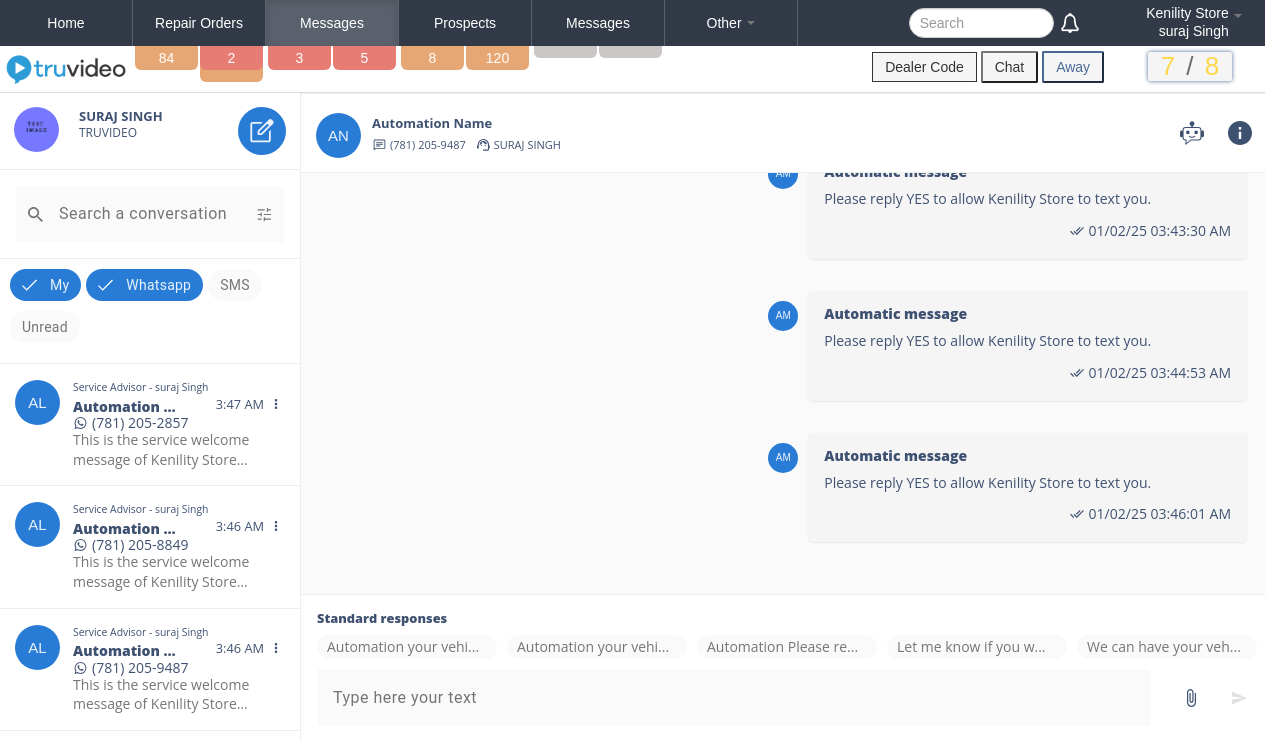 Home
Repair Orders
Messages
Prospects
Messages
Other
Search
Kenility Store
suraj Singh
truvideo
84
2
3
5
8
120
Dealer Code
Chat
Away
7 / 8
TEXT
IMAGE
SURAJ SINGH
TRUVIDEO
Search a conversation
My
Whatsapp
SMS
Unread
Service Advisor - suraj Singh
Automation ...
3:47 AM
(781) 205-2857
This is the service welcome
message of Kenility Store...
Service Advisor - suraj Singh
Automation ...
3:46 AM
(781) 205-8849
This is the service welcome
message of Kenility Store...
Service Advisor - suraj Singh
Automation ...
3:46 AM
(781) 205-9487
This is the service welcome
message of Kenility Store...
AL
AL
AL
AN
Automation Name
(781) 205-9487
SURAJ SINGH
AM
Automatic message
Please reply YES to allow Kenility Store to text you.
01/02/25 03:43:30 AM
AM
Automatic message
Please reply YES to allow Kenility Store to text you.
01/02/25 03:44:53 AM
AM
Automatic message
Please reply YES to allow Kenility Store to text you.
01/02/25 03:46:01 AM
Standard responses
Automation your vehi...
Automation your vehi...
Automation Please re...
Let me know if you w...
We can have your veh...
Type here your text